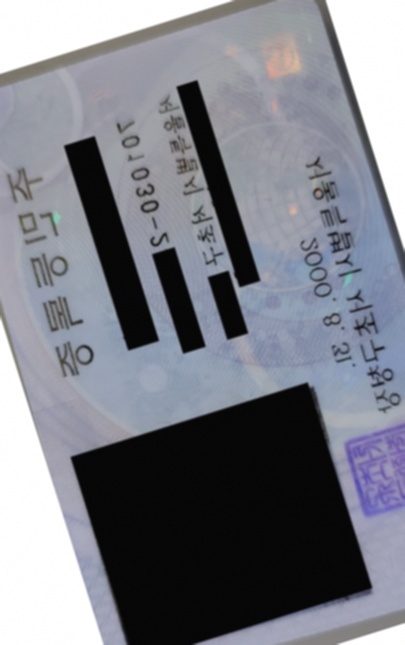 주민등록증
701030-2
서울특별시 서초구
2000. 8. 21.
서울특별시 서초구청장